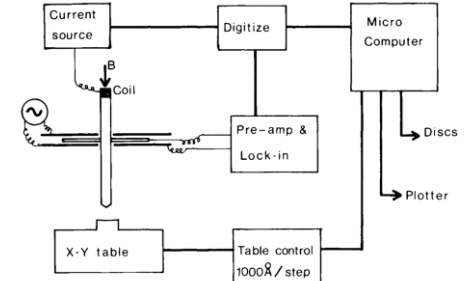 Current
source
Digitize
Micro
Computer
B
Coil
Pre-amp &
Lock-in
Discs
Plotter
X-Y table
Table control
1000Å/step